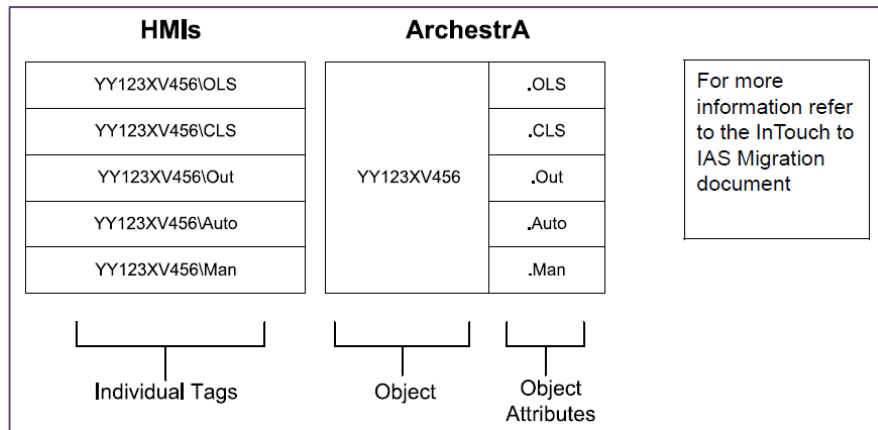 HMIs
ArchestrA
YY123XV456\OLS
YY123XV456\CLS
YY123XV456\Out
YY123XV456\Auto
YY123XV456\Man
YY123XV456
.OLS
.CLS
.Out
.Auto
.Man
For more
information refer
to the InTouch to
IAS Migration
document
Individual Tags
Object
Object
Attributes